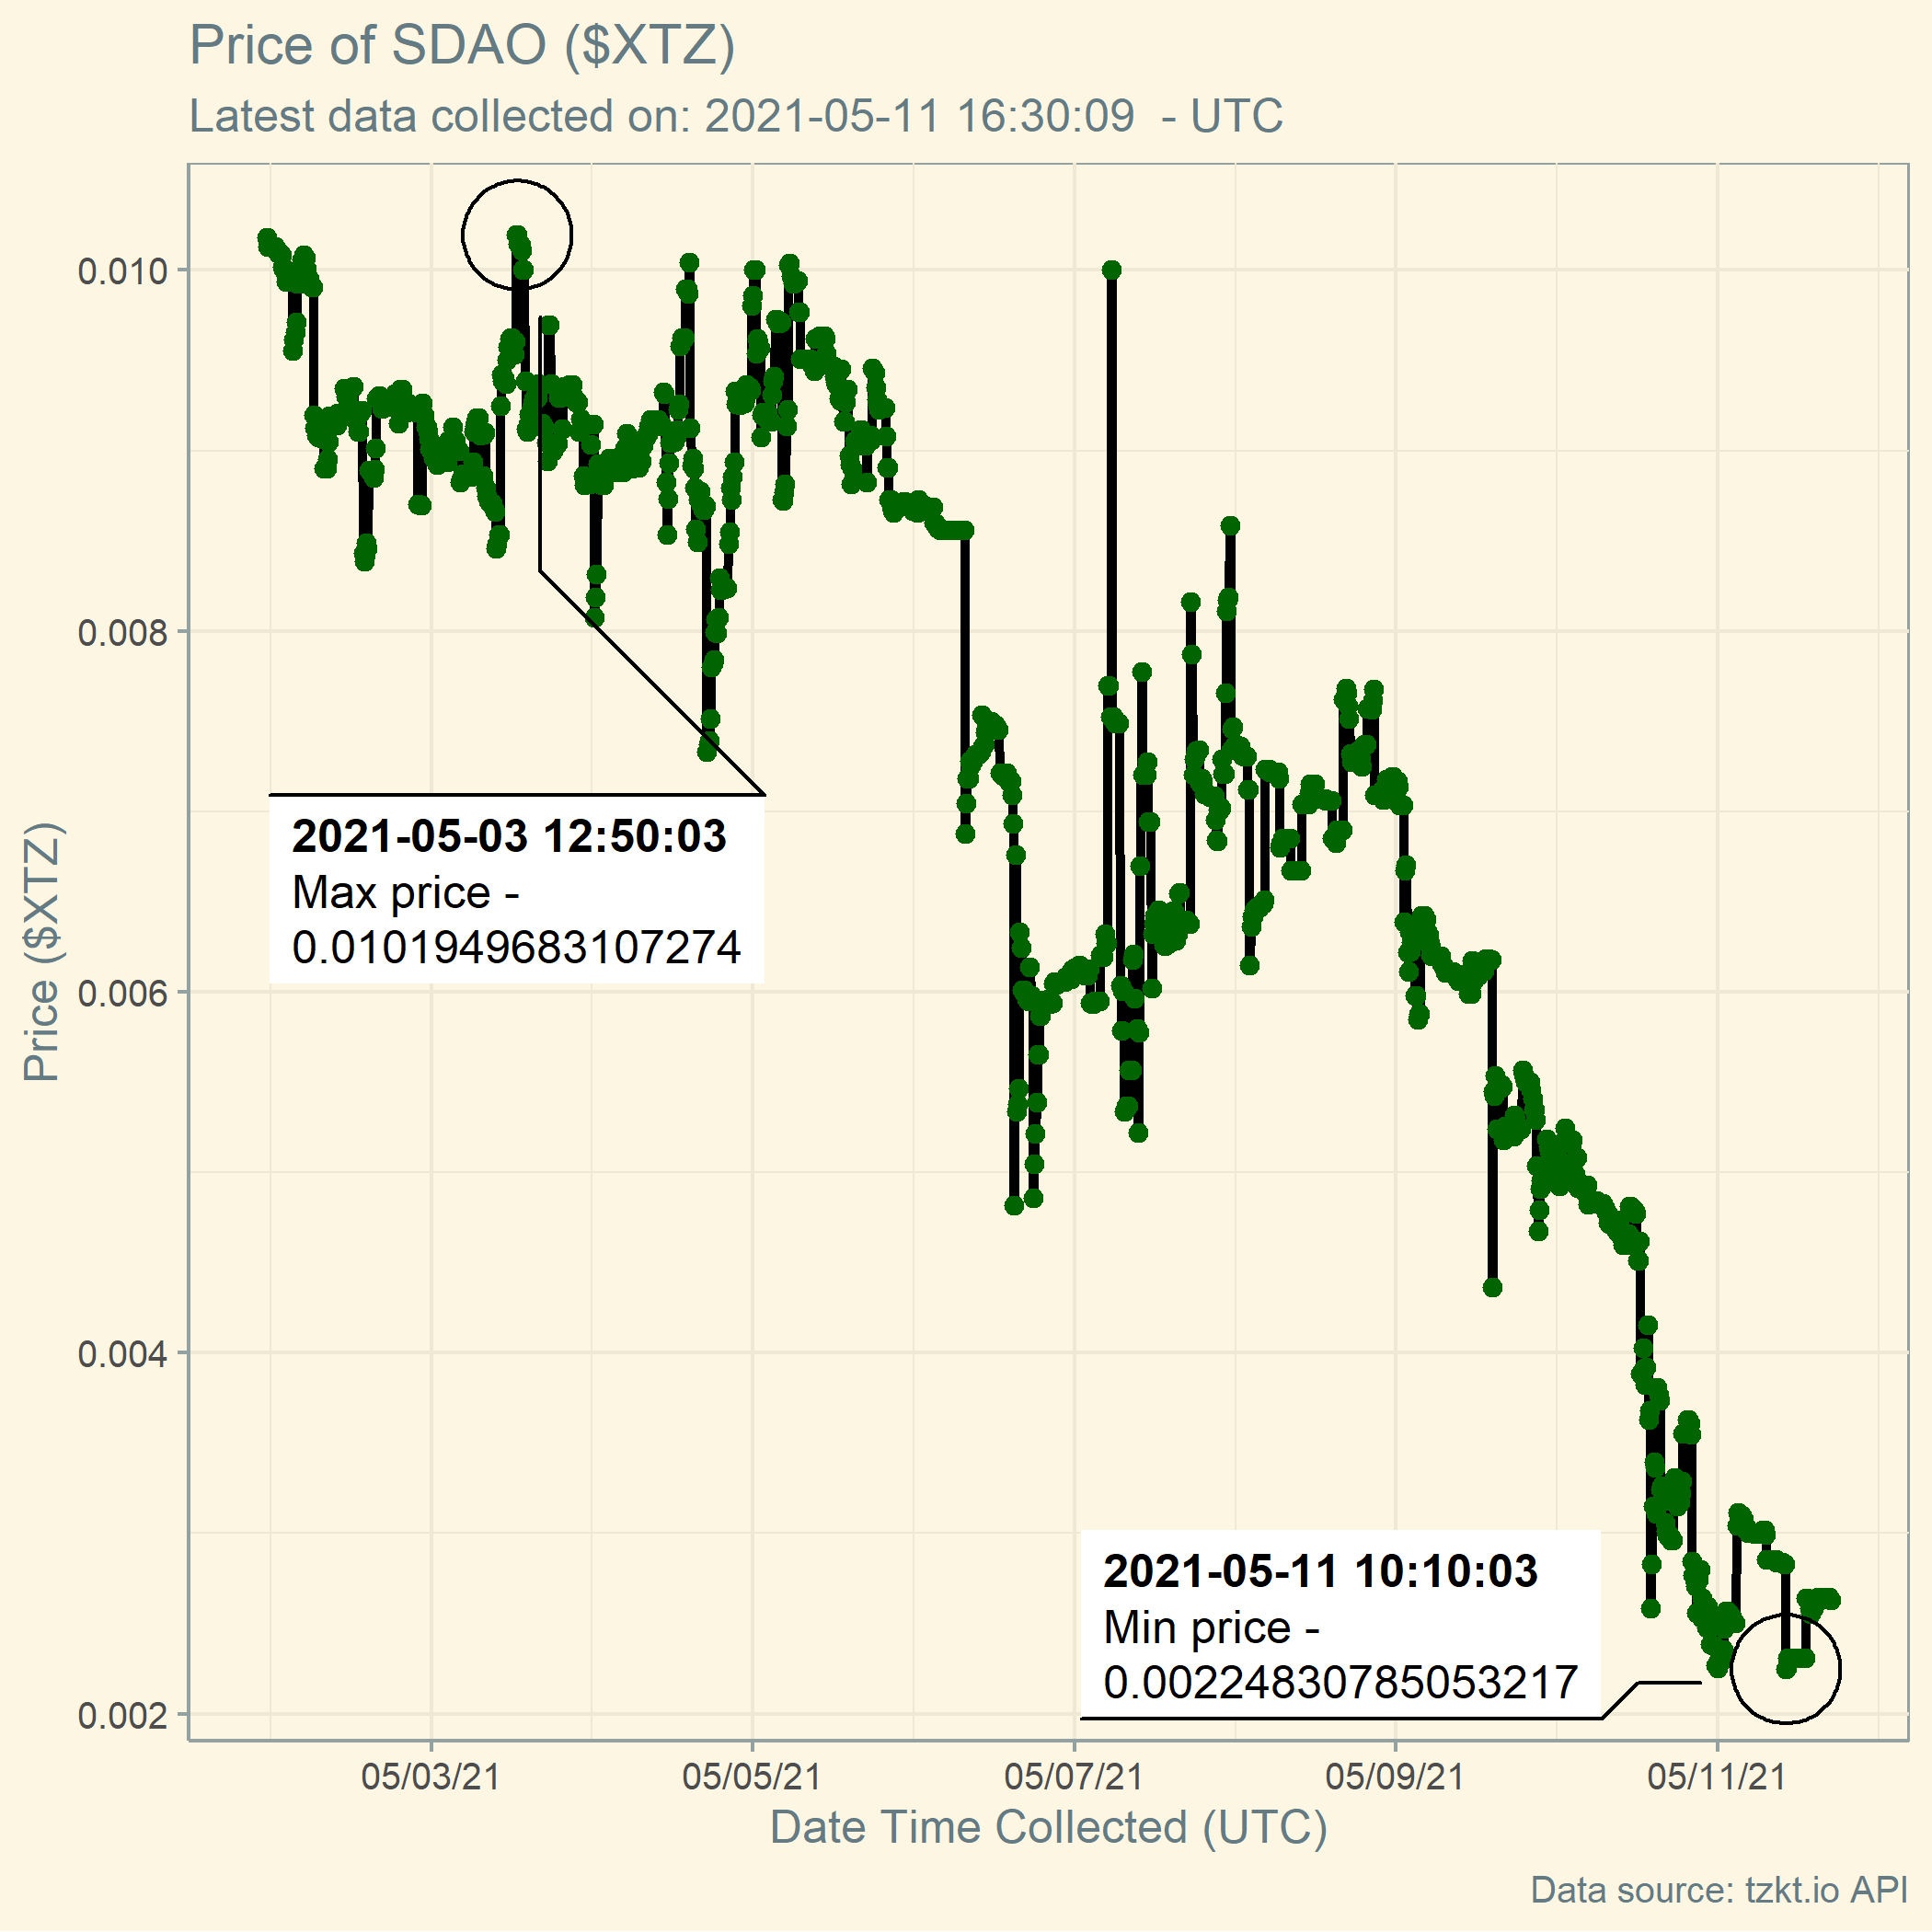 Price of SDAO ($XTZ)
Latest data collected on: 2021-05-11 16:30:09  - UTC
0.010
0.008
0.006
0.004
0.002
Price ($XTZ)
2021-05-03 12:50:03
Max price -
0.0101949683107274
2021-05-11 10:10:03
Min price -
0.00224830785053217
05/03/21
05/05/21
05/07/21
05/09/21
05/11/21
Date Time Collected (UTC)
Data source: tzkt.io API